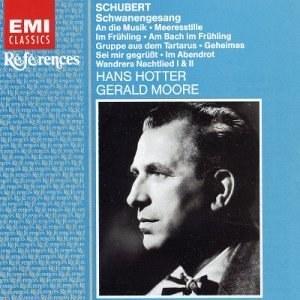 EMI
CLASSICS
Références
SCHUBERT
Schwanengesang
An die Musik • Meeresstille
Im Frühling • Am Bach im Frühling
Gruppe aus dem Tartarus • Geheimes
Sei mir gegrüßt • Im Abendrot
Wandrers Nachtlied I & II
HANS HOTTER
GERALD MOORE